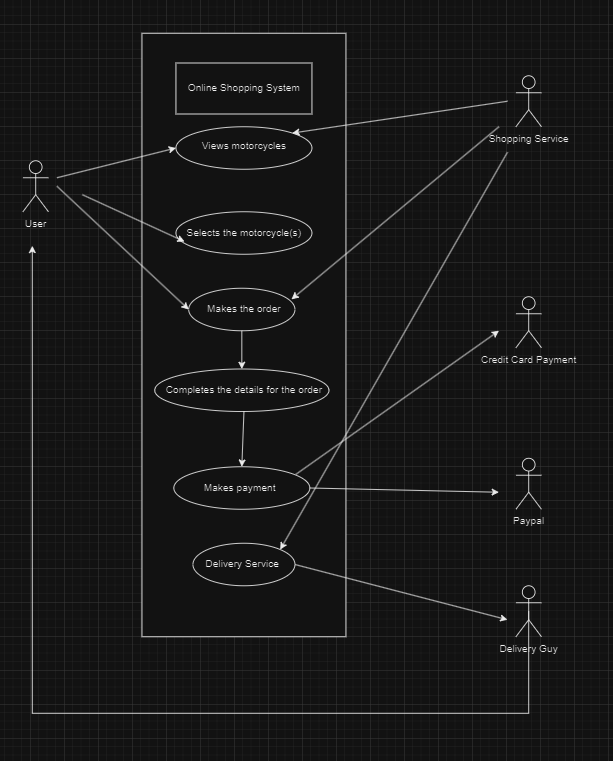 Online Shopping System
Views motorcycles
Shopping Service
User
Selects the motorcycle(s)
Makes the order
Credit Card Payment
Completes the details for the order
Makes payment
Paypal
Delivery Service
Delivery Guy